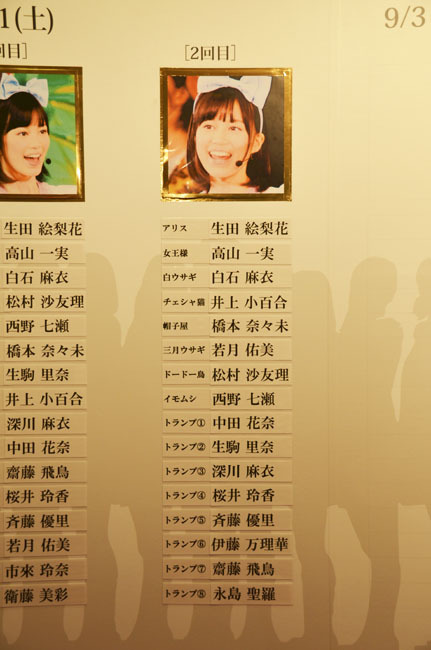 1(土)
回目]
生田 絵梨花
高山 一実
白石 麻衣
松村 沙友理
西野 七瀬
橋本 奈々未
生駒 里奈
井上 小百合
深川 麻衣
中田 花奈
齋藤 飛鳥
桜井 玲香
斉藤 優里
若月 佑美
市來 玲奈
衛藤 美彩
[2回目]
アリス 生田 絵梨花
女王様 高山 一実
白ウサギ 白石 麻衣
チェシャ猫 井上 小百合
帽子屋 橋本 奈々未
三月ウサギ 若月 佑美
ドードー鳥 松村 沙友理
イモムシ 西野 七瀬
トランプ① 中田 花奈
トランプ② 生駒 里奈
トランプ③ 深川 麻衣
トランプ④ 桜井 玲香
トランプ⑤ 斉藤 優里
トランプ⑥ 伊藤 万理華
トランプ⑦ 齋藤 飛鳥
トランプ⑧ 永島 聖羅
9/3